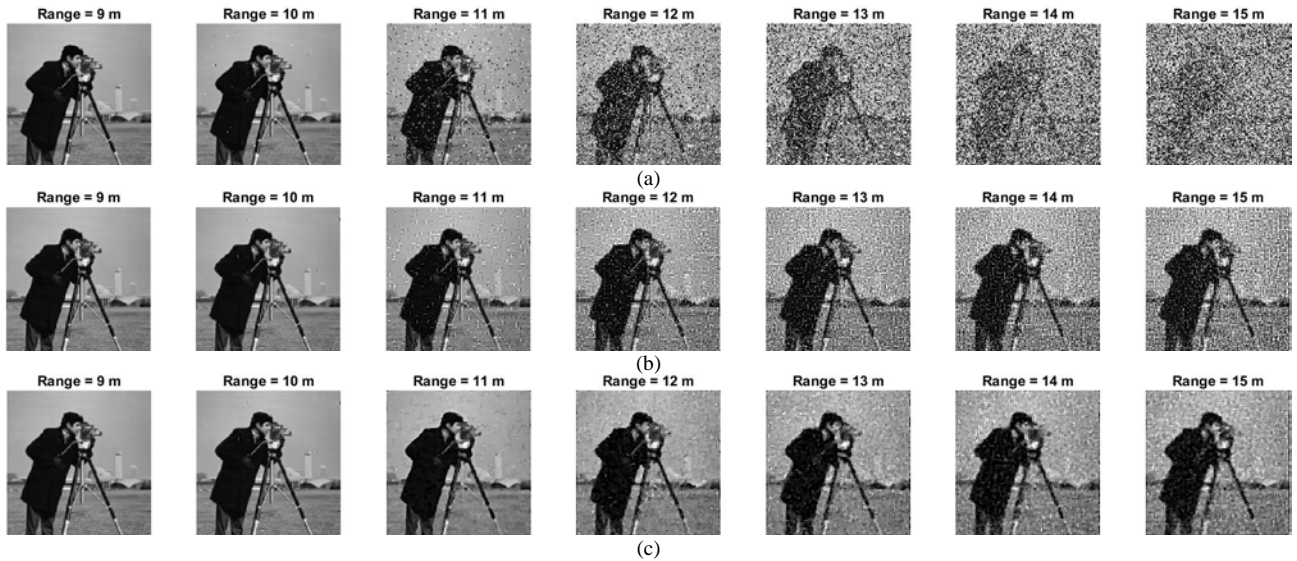 Range = 9 m Range = 10 m Range = 11 m Range = 12 m Range = 13 m Range = 14 m Range = 15 m
(a)
Range = 9 m Range = 10 m Range = 11 m Range = 12 m Range = 13 m Range = 14 m Range = 15 m
(b)
Range = 9 m Range = 10 m Range = 11 m Range = 12 m Range = 13 m Range = 14 m Range = 15 m
(c)